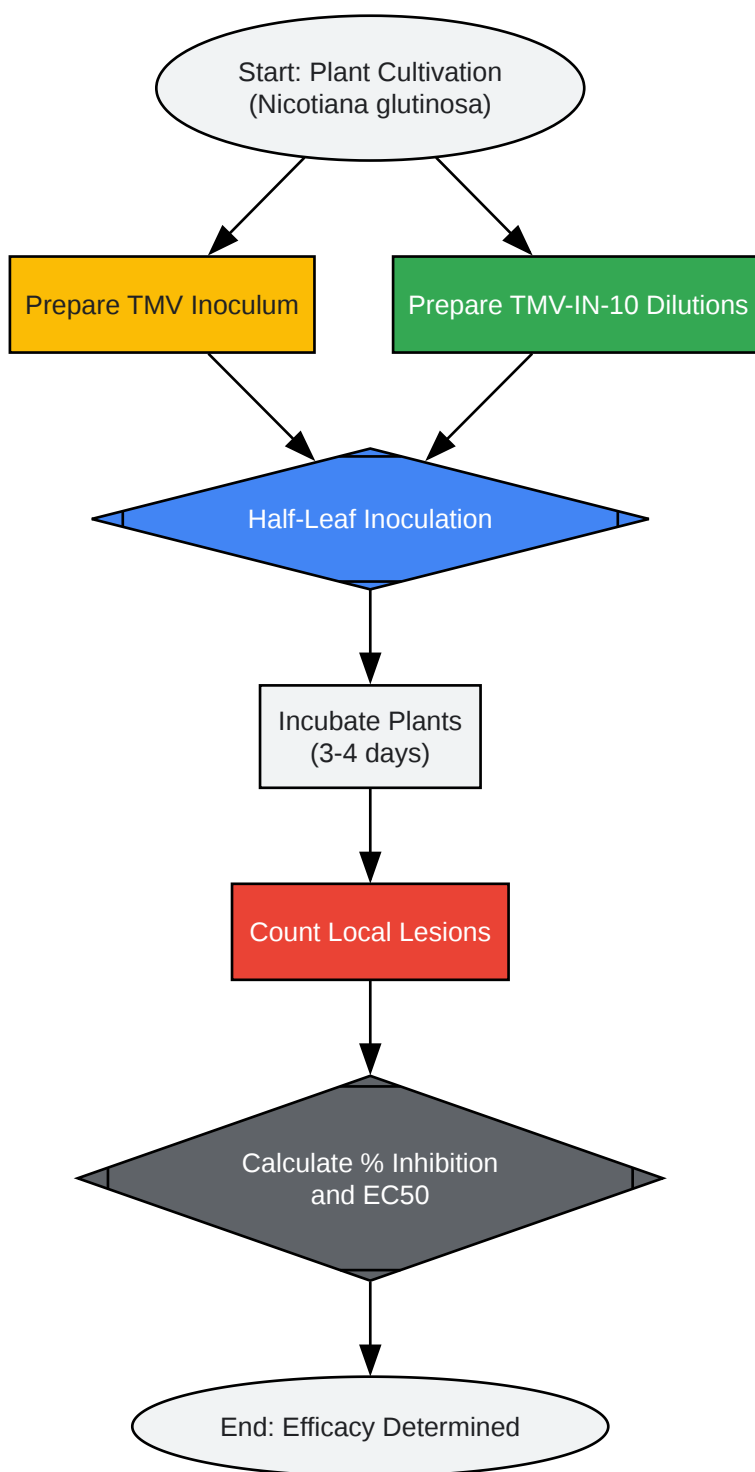 Start: Plant Cultivation
(Nicotiana glutinosa)
Prepare TMV Inoculum
Prepare TMV-IN-10 Dilutions
Half-Leaf Inoculation
Incubate Plants
(3-4 days)
Count Local Lesions
Calculate % Inhibition
and EC50
End: Efficacy Determined